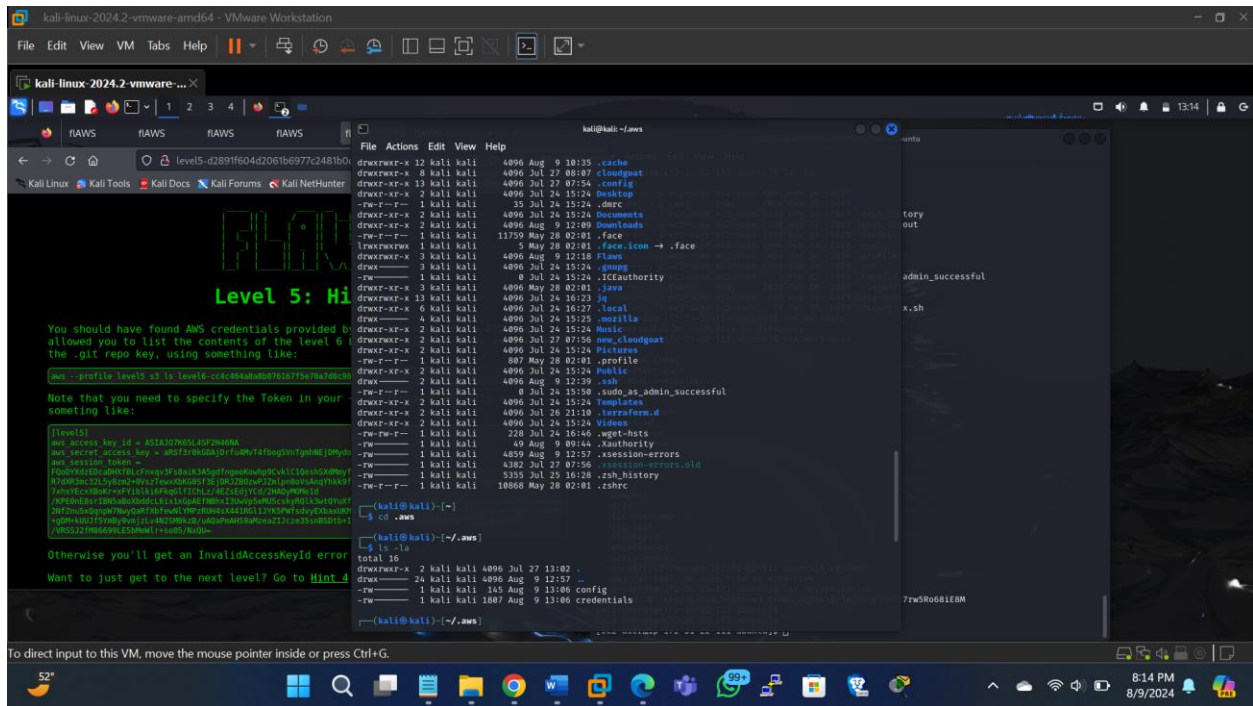 kali-linux-2024.2-vmware-amd64 - VMware Workstation
File Edit View VM Tabs Help
kali-linux-2024.2-vmware-...
1 2 3 4
13:14
flAWS flAWS flAWS flAWS
level5-d2891f604d2061b6977c2481b0
Kali Linux Kali Tools Kali Docs Kali Forums Kali NetHunter
Level 5: Hi
You should have found AWS credentials provided by
allowed you to list the contents of the level 6
the .git repo key, using something like:
aws --profile level5 s3 ls
Note that you need to specify the Token in your
someting like:
[level5]
aws_access_key_id =
aws_secret_access_key =
aws_session_token =
Otherwise you'll get an InvalidAccessKeyId error
Want to just get to the next level? Go to Hint 4
kali@kali: ~/.aws
File Actions Edit View Help
drwxrwxr-x 12 kali kali 4096 Aug 9 10:35 .cache
drwxrwxr-x 8 kali kali 4096 Jul 27 08:07 cloudgoat
drwxr-xr-x 13 kali kali 4096 Jul 27 07:54 .config
drwxr-xr-x 2 kali kali 4096 Jul 24 15:24 Desktop
-rw-r--r-- 1 kali kali 35 Jul 24 15:24 .dmrc
drwxr-xr-x 2 kali kali 4096 Jul 24 15:24 Documents
drwxr-xr-x 2 kali kali 4096 Aug 9 12:09 Downloads
-rw-r--r-- 1 kali kali 11759 May 28 02:01 .face
lrwxrwxrwx 1 kali kali 5 May 28 02:01 .face.icon → .face
drwxrwxr-x 3 kali kali 4096 Aug 9 12:18 Flaws
drwx------ 3 kali kali 4096 Jul 24 15:24 .gnupg
-rw------- 1 kali kali 0 Jul 24 15:24 .ICEauthority
drwxr-xr-x 3 kali kali 4096 May 28 02:01 .java
drwxrwxr-x 13 kali kali 4096 Jul 24 16:23 jq
drwxr-xr-x 6 kali kali 4096 Jul 24 16:27 .local
drwx------ 4 kali kali 4096 Jul 24 15:25 .mozilla
drwxr-xr-x 2 kali kali 4096 Jul 24 15:24 Music
drwxrwxr-x 2 kali kali 4096 Jul 27 07:56 new_cloudgoat
drwxr-xr-x 2 kali kali 4096 Jul 24 15:24 Pictures
-rw-r--r-- 1 kali kali 807 May 28 02:01 .profile
drwxr-xr-x 2 kali kali 4096 Jul 24 15:24 Public
drwx------ 2 kali kali 4096 Aug 9 12:39 .ssh
-rw-r--r-- 1 kali kali 0 Jul 24 15:50 .sudo_as_admin_successful
drwxr-xr-x 2 kali kali 4096 Jul 24 15:24 Templates
drwxr-xr-x 2 kali kali 4096 Jul 26 21:10 .terraform.d
drwxr-xr-x 2 kali kali 4096 Jul 24 15:24 Videos
-rw-rw-r-- 1 kali kali 228 Jul 24 16:46 .wget-hsts
-rw------- 1 kali kali 49 Aug 9 09:44 .Xauthority
-rw------- 1 kali kali 4859 Aug 9 12:57 .xsession-errors
-rw------- 1 kali kali 4382 Jul 27 07:56 .xsession-errors.old
-rw------- 1 kali kali 5355 Jul 25 16:28 .zsh_history
-rw-r--r-- 1 kali kali 10868 May 28 02:01 .zshrc
(kali㉿kali)-[~]
$ cd .aws
(kali㉿kali)-[~/.aws]
$ ls -la
total 16
drwxrwxr-x 2 kali kali 4096 Jul 27 13:02 .
drwx------ 24 kali kali 4096 Aug 9 12:57 ..
-rw------- 1 kali kali 145 Aug 9 13:06 config
-rw------- 1 kali kali 1807 Aug 9 13:06 credentials
(kali㉿kali)-[~/.aws]
tory
out
admin_successful
x.sh
7rw5Ro68iE8M
To direct input to this VM, move the mouse pointer inside or press Ctrl+G.
52°
99+
8:14 PM
8/9/2024